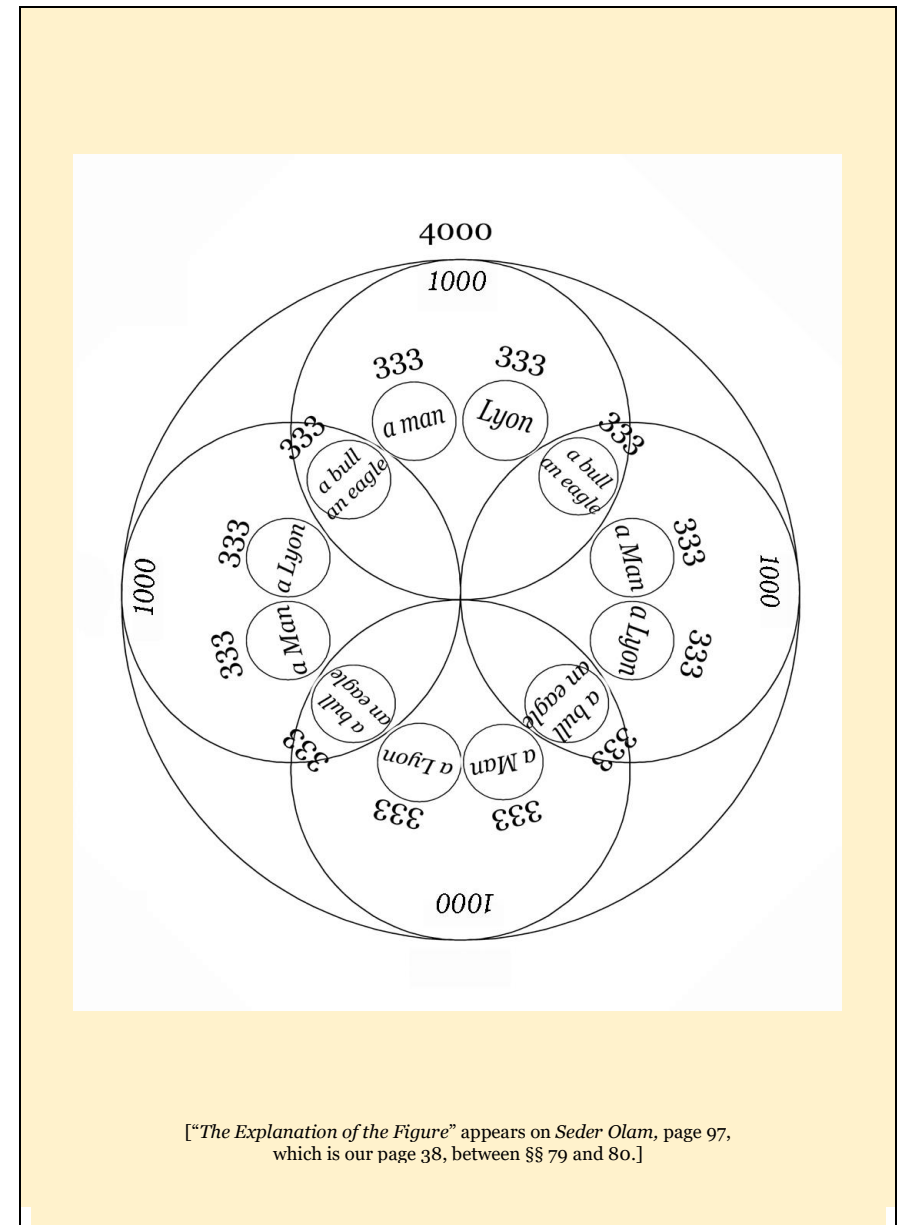 4000
1000
333
333
a man
Lyon
333
333
a bull
an eagle
a bull
an eagle
333
333
a Lyon
a Man
1000
1000
a Man
a Lyon
333
333
an eagle
a bull
an eagle
a bull
333
333
a Lyon
a Man
333
333
1000
[“The Explanation of the Figure” appears on Seder Olam, page 97,
which is our page 38, between §§ 79 and 80.]